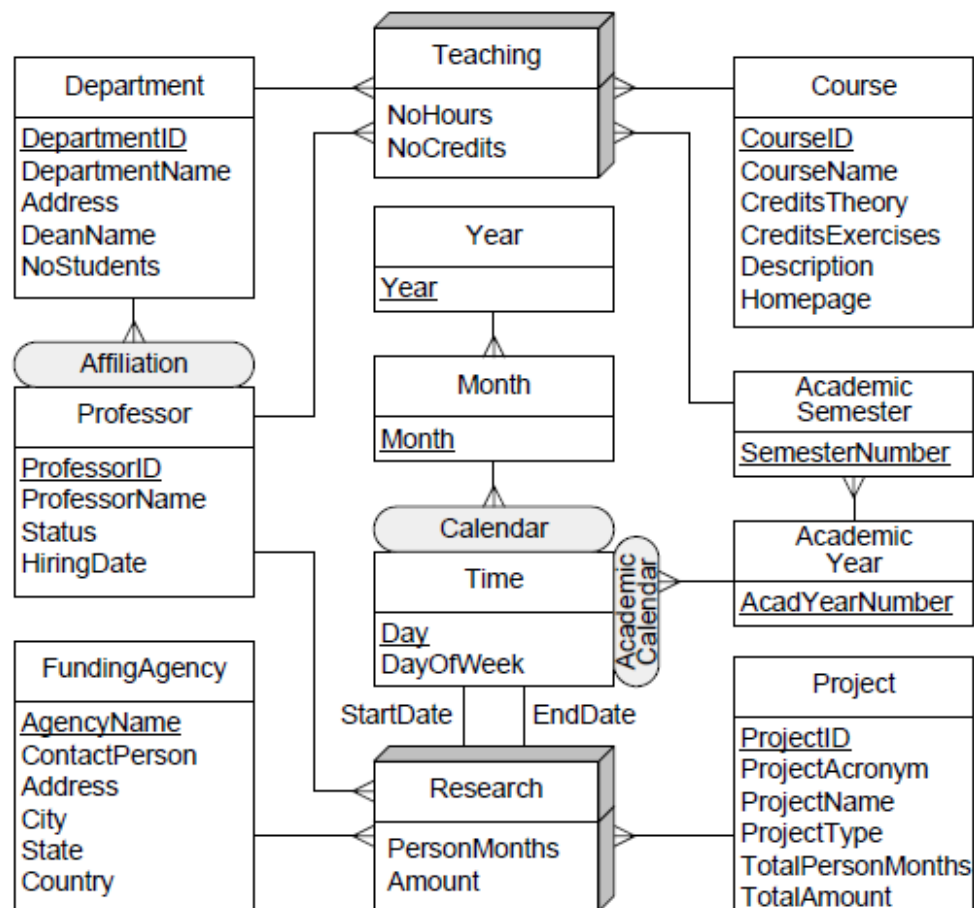 Teaching
NoHours
NoCredits
Department
DepartmentID
DepartmentName
Address
DeanName
NoStudents
Course
CourseID
CourseName
CreditsTheory
CreditsExercises
Description
Homepage
Year
Year
Affiliation
Professor
ProfessorID
ProfessorName
Status
HiringDate
Month
Month
Academic
Semester
SemesterNumber
Calendar
Time
Day
DayOfWeek
Academic
Calendar
Academic
Year
AcadYearNumber
StartDate
EndDate
FundingAgency
AgencyName
ContactPerson
Address
City
State
Country
Research
PersonMonths
Amount
Project
ProjectID
ProjectAcronym
ProjectName
ProjectType
TotalPersonMonths
TotalAmount